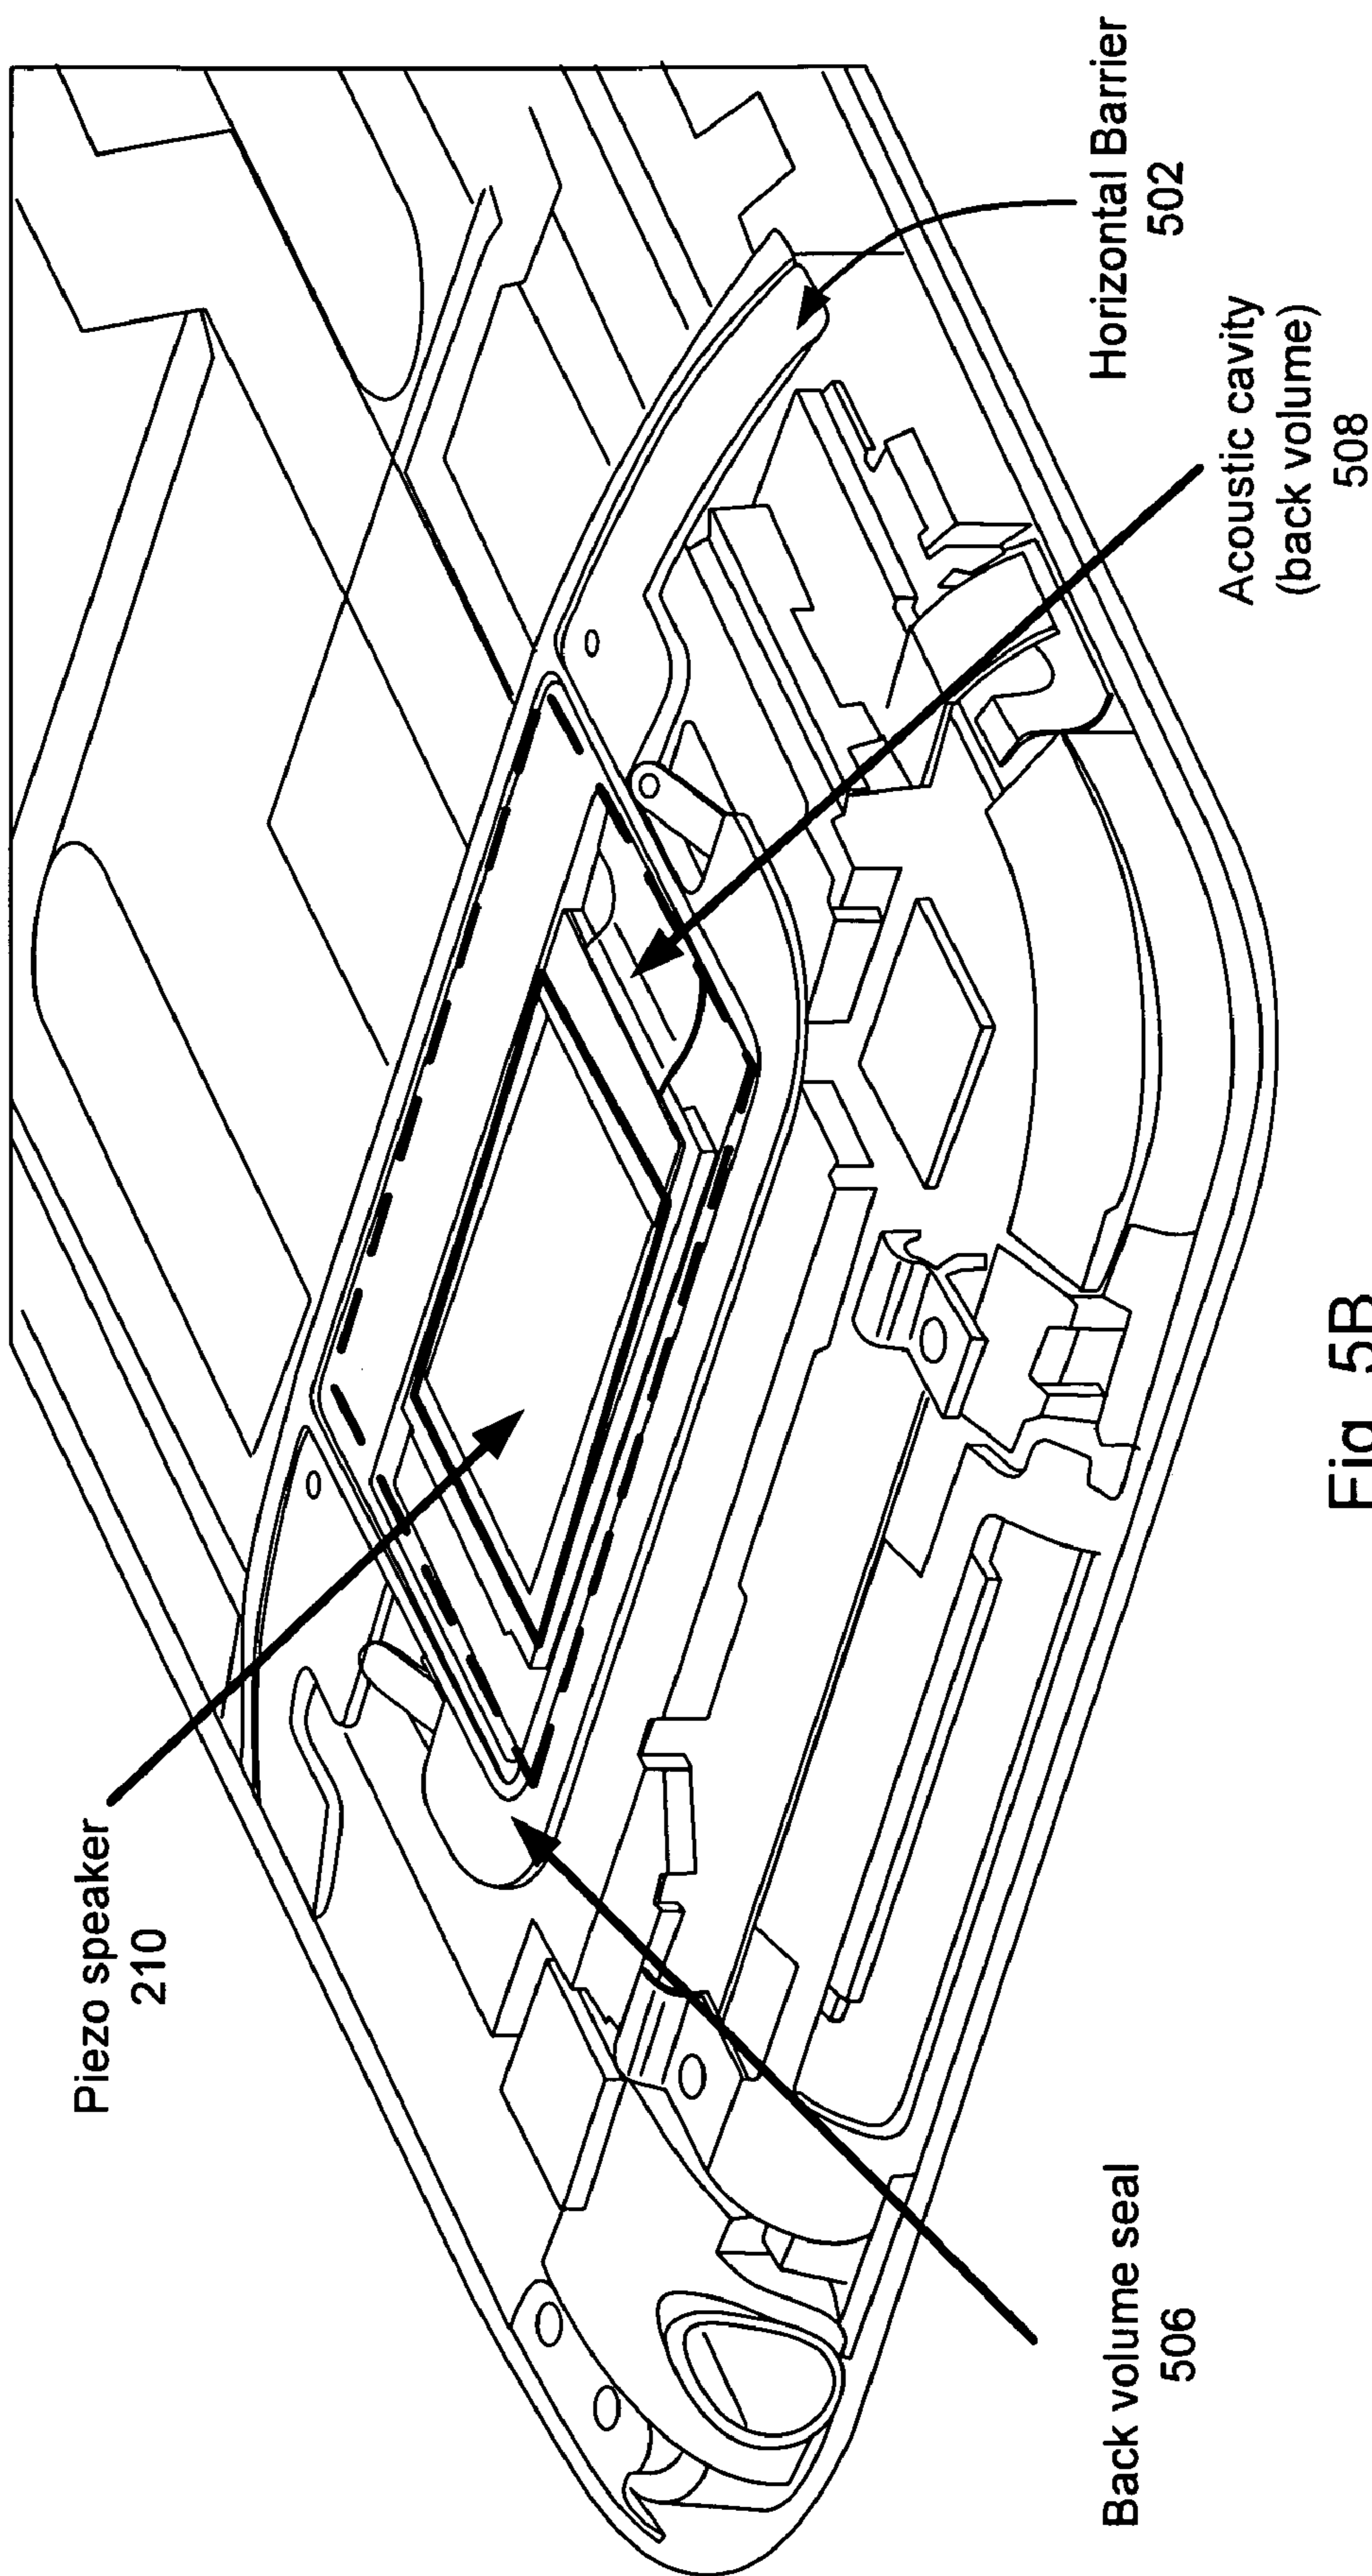 Piezo speaker
210
Horizontal Barrier
502
Acoustic cavity
(back volume)
508
Back volume seal
506
Fig. 5B